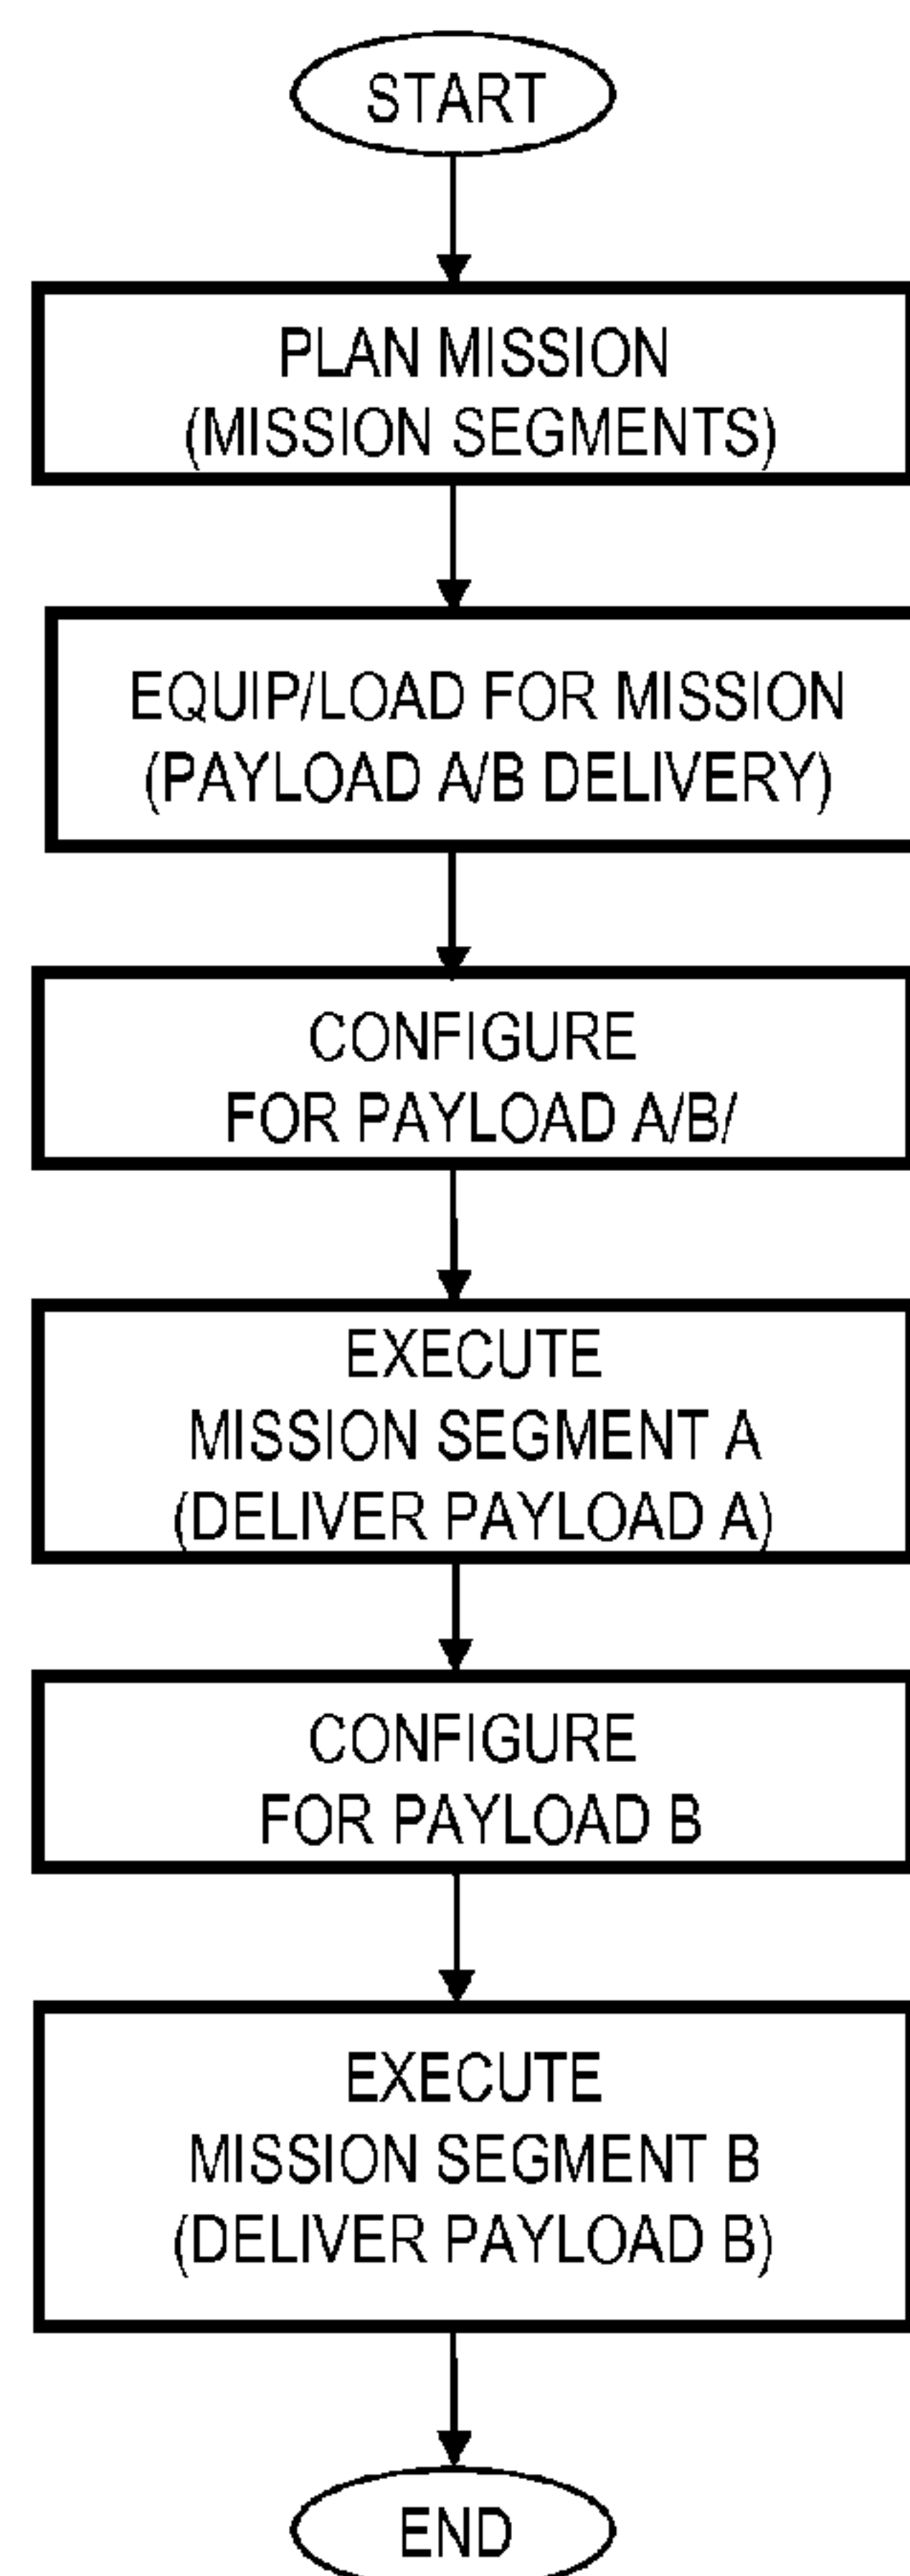 START
PLAN MISSION
(MISSION SEGMENTS)
EQUIP/LOAD FOR MISSION
(PAYLOAD A/B DELIVERY)
CONFIGURE
FOR PAYLOAD A/B/
EXECUTE
MISSION SEGMENT A
(DELIVER PAYLOAD A)
CONFIGURE
FOR PAYLOAD B
EXECUTE
MISSION SEGMENT B
(DELIVER PAYLOAD B)
END